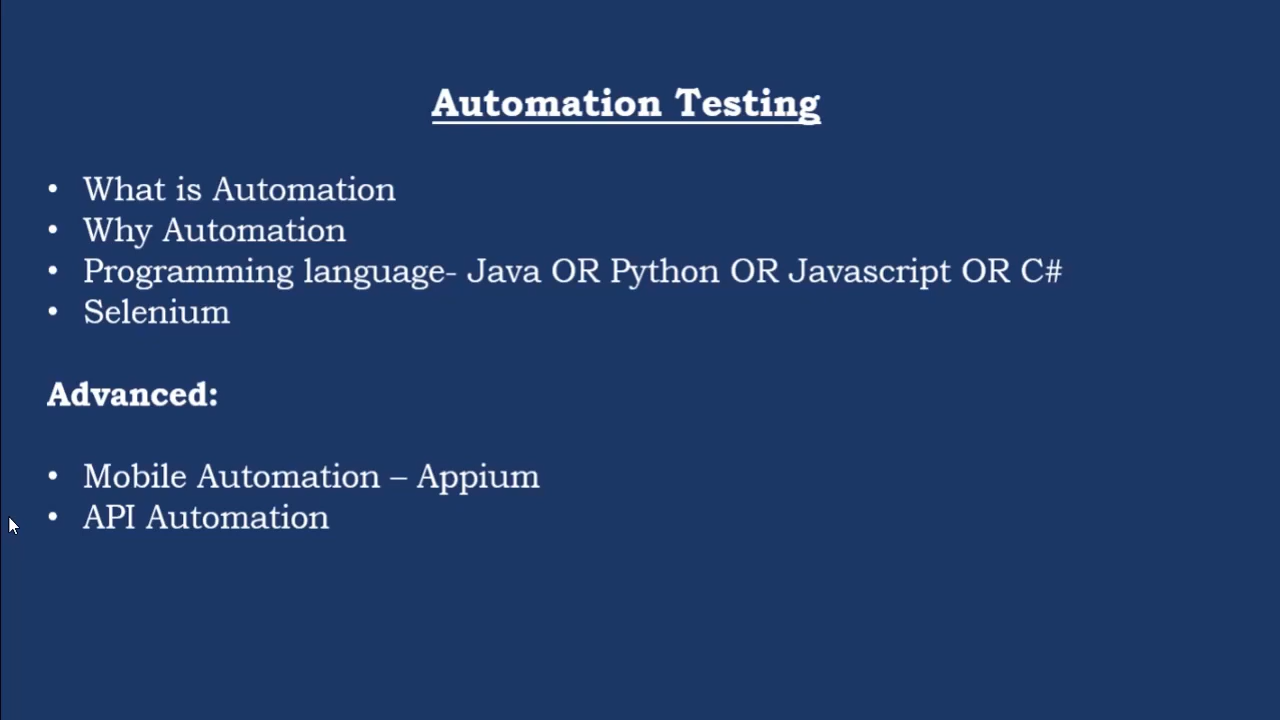 Automation Testing
• What is Automation
• Why Automation
• Programming language- Java OR Python OR Javascript OR C#
• Selenium
Advanced:
• Mobile Automation – Appium
• API Automation